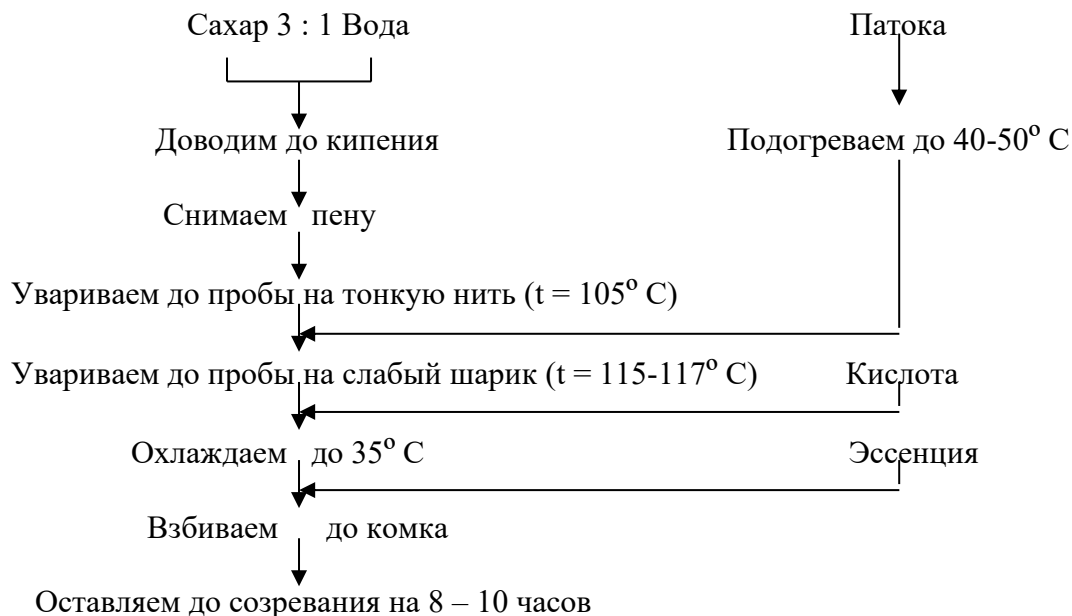 Сахар 3 : 1 Вода
Патока
Доводим до кипения
Подогреваем до 40-50° С
Снимаем пену
Увариваем до пробы на тонкую нить (t = 105° С)
Увариваем до пробы на слабый шарик (t = 115-117° С)
Кислота
Охлаждаем до 35° С
Эссенция
Взбиваем до комка
Оставляем до созревания на 8 – 10 часов